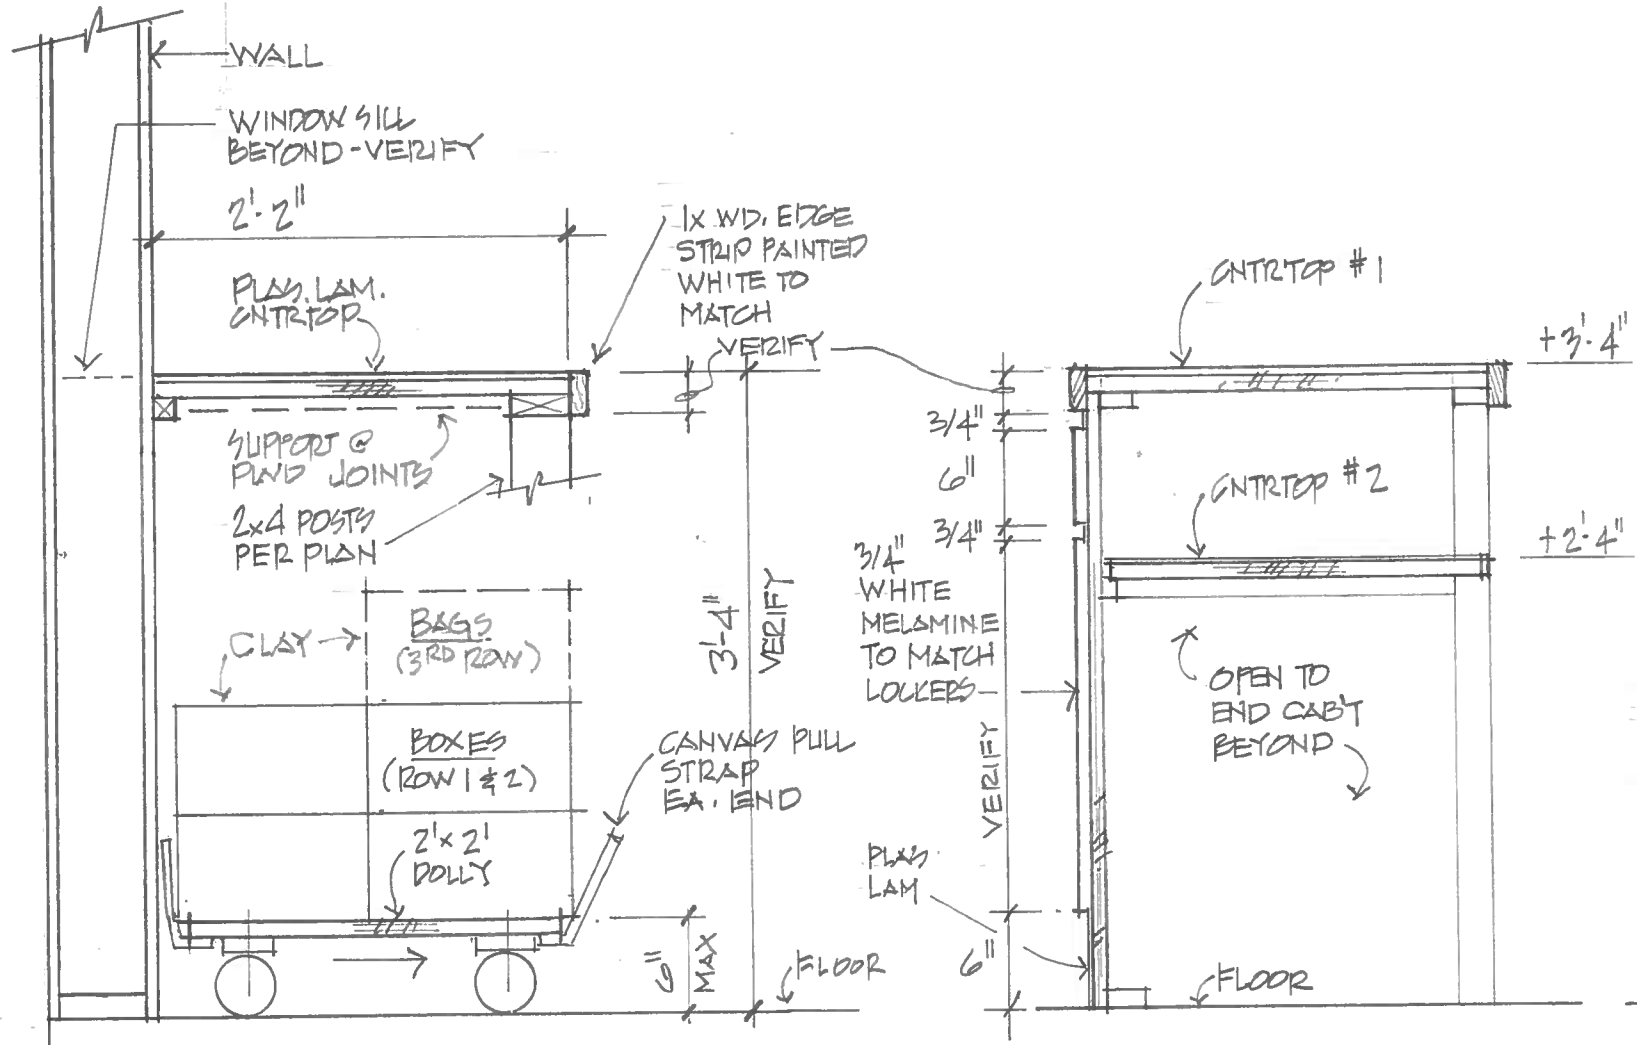 WALL
WINDOW SILL
BEYOND - VERIFY
2'-2"
PLAS. LAM.
CNTRTOP
1x WD. EDGE
STRIP PAINTED
WHITE TO
MATCH
VERIFY
SUPPORT @
PLWD JOINTS
2x4 POSTS
PER PLAN
CLAY
BAGS
(3RD ROW)
BOXES
(ROW 1 & 2)
2'x 2'
DOLLY
CANVAS PULL
STRAP
EA. END
3'-4"
VERIFY
6"
MAX
FLOOR
CNTRTOP #1
+3'-4"
3/4"
6"
3/4"
CNTRTOP #2
+2'-4"
3/4"
WHITE
MELAMINE
TO MATCH
LOCKERS
VERIFY
OPEN TO
END CAB'T
BEYOND
PLAS
LAM
6"
FLOOR